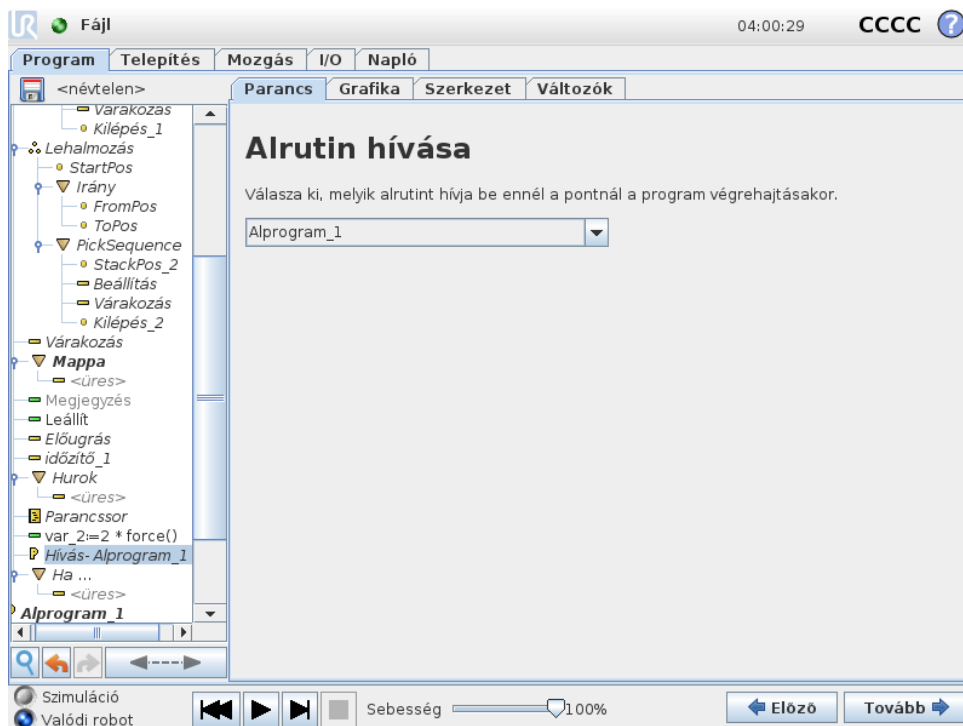 UR Fájl 04:00:29 CCCC ?
Program Telepítés Mozgás I/O Napló
<névtelen>
Parancs Grafika Szerkezet Változók
Várakozás
Kilépés_1
Lehalmozás
StartPos
Irány
FromPos
ToPos
PickSequence
StackPos_2
Beállítás
Várakozás
Kilépés_2
Várakozás
Mappa
<üres>
Megjegyzés
Leállít
Előugrás
időzítő_1
Hurok
<üres>
Parancssor
var_2:=2 * force()
Hívás- Alprogram_1
Ha ...
<üres>
Alprogram_1
Alrutin hívása
Válasza ki, melyik alrutint hívja be ennél a pontnál a program végrehajtásakor.
Alprogram_1
Szimuláció
Valódi robot
Sebesség 100%
Előző
Tovább